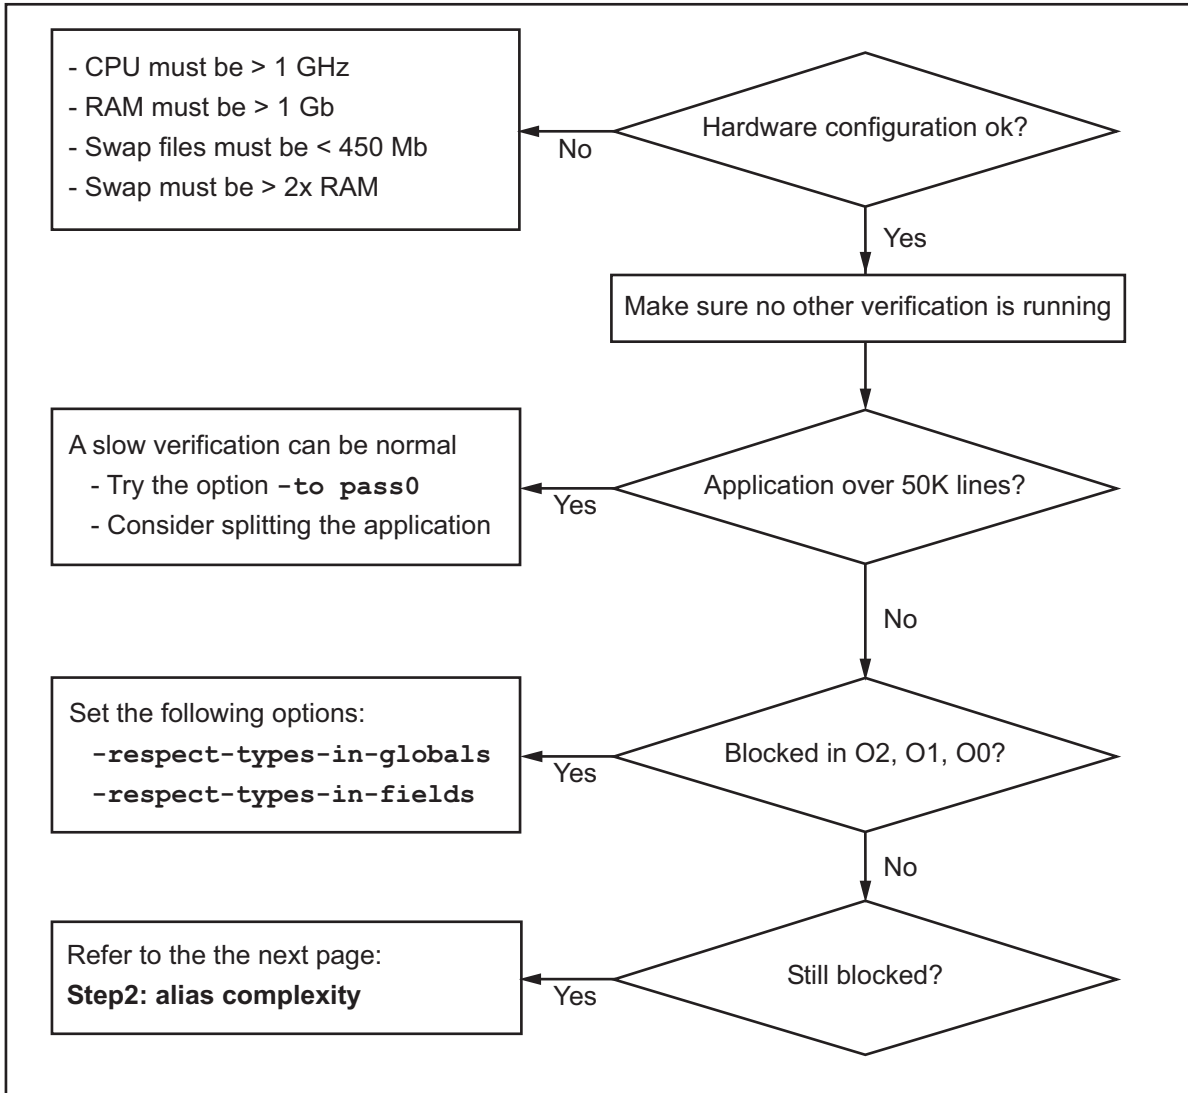 - CPU must be > 1 GHz
- RAM must be > 1 Gb
- Swap files must be < 450 Mb
- Swap must be > 2x RAM
Hardware configuration ok?
No
Yes
Make sure no other verification is running
A slow verification can be normal
- Try the option -to pass0
- Consider splitting the application
Application over 50K lines?
Yes
No
Set the following options:
-respect-types-in-globals
-respect-types-in-fields
Blocked in O2, O1, O0?
Yes
No
Refer to the the next page:
Step2: alias complexity
Still blocked?
Yes